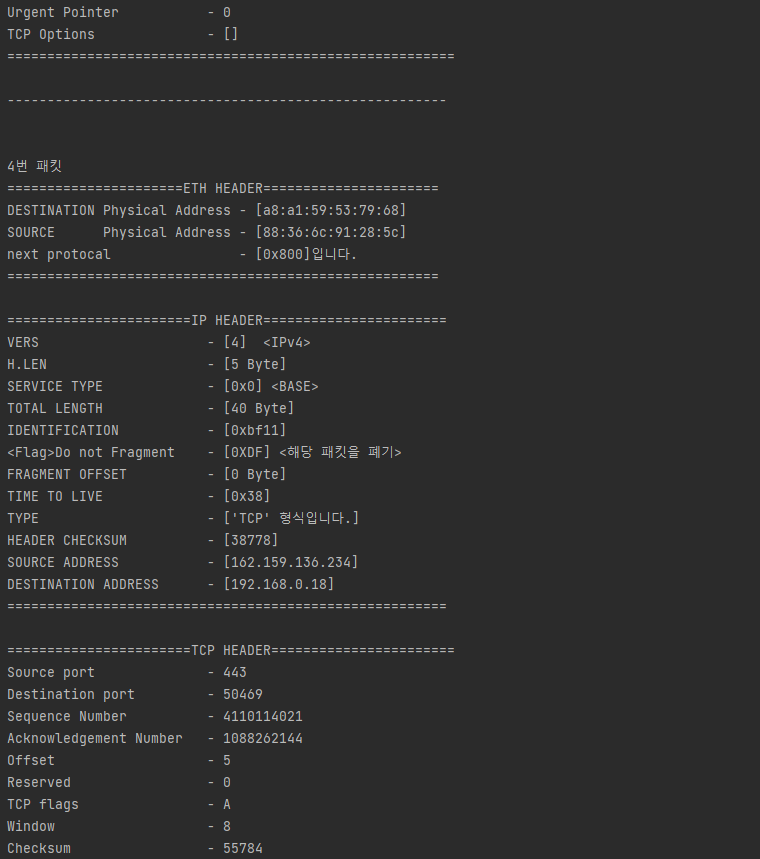 Urgent Pointer           - 0
TCP Options              - []
========================================================
-------------------------------------------------------
4번 패킷
======================ETH HEADER======================
DESTINATION Physical Address - [a8:a1:59:53:79:68]
SOURCE      Physical Address - [88:36:6c:91:28:5c]
next protocal                - [0x800]입니다.
======================================================
=======================IP HEADER=======================
VERS                     - [4]  <IPv4>
H.LEN                    - [5 Byte]
SERVICE TYPE             - [0x0] <BASE>
TOTAL LENGTH             - [40 Byte]
IDENTIFICATION           - [0xbf11]
<Flag>Do not Fragment    - [0XDF] <해당 패킷을 폐기>
FRAGMENT OFFSET          - [0 Byte]
TIME TO LIVE             - [0x38]
TYPE                     - ['TCP' 형식입니다.]
HEADER CHECKSUM          - [38778]
SOURCE ADDRESS           - [162.159.136.234]
DESTINATION ADDRESS      - [192.168.0.18]
=======================================================
=======================TCP HEADER=======================
Source port              - 443
Destination port         - 50469
Sequence Number          - 4110114021
Acknowledgement Number   - 1088262144
Offset                   - 5
Reserved                 - 0
TCP flags                - A
Window                   - 8
Checksum                 - 55784